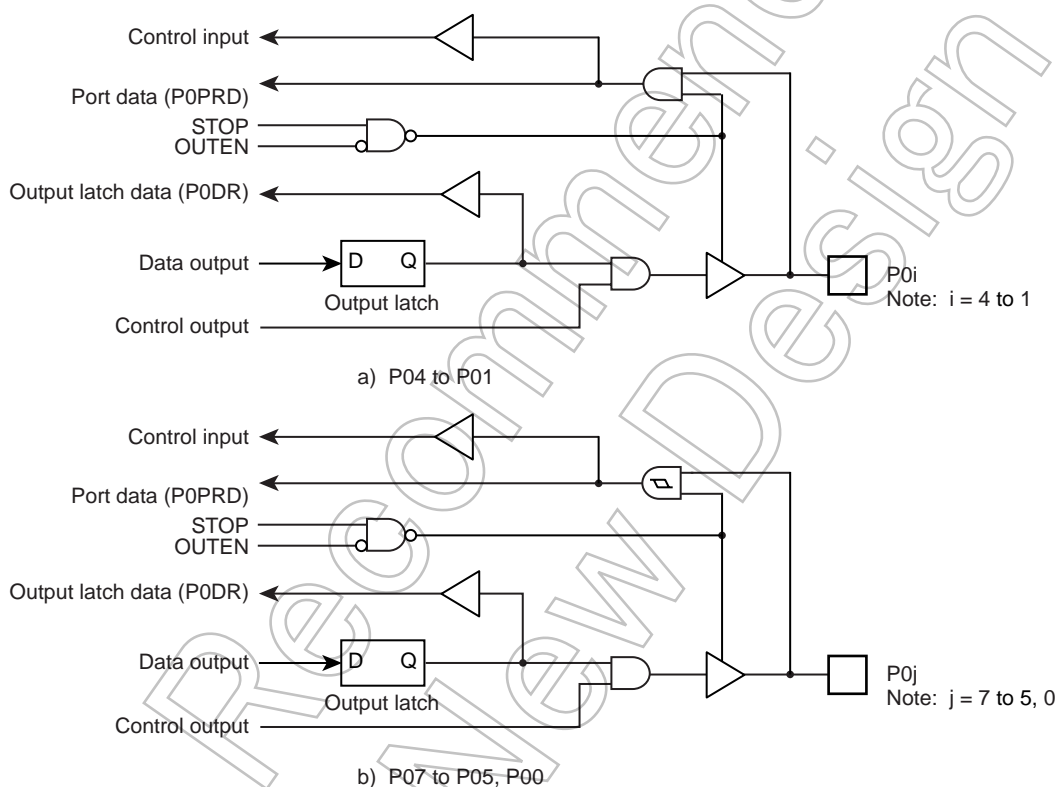 Control input
Port data (P0PRD)
STOP
OUTEN
Output latch data (P0DR)
Data output
D Q
Output latch
Control output
P0i
Note: i = 4 to 1
a) P04 to P01
Control input
Port data (P0PRD)
STOP
OUTEN
Output latch data (P0DR)
Data output
D Q
Output latch
Control output
P0j
Note: j = 7 to 5, 0
b) P07 to P05, P00
Recommen
New Design